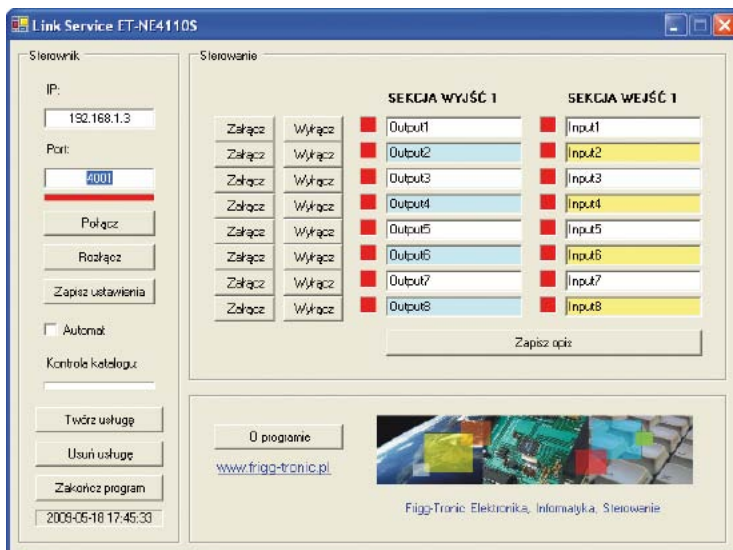 Link Service ET-NE4110S
Sterownik
IP:
192.168.1.3
Port:
4001
Połącz
Rozłącz
Zapisz ustawienia
Automat
Kontrola katalogu:
Twórz usługę
Usuń usługę
Zakończ program
2009-05-18 17:45:33
Sterowanie
SEKCJA WYJŚĆ 1 SEKCJA WEJŚĆ 1
Załącz Wyłącz Output1 Input1
Załącz Wyłącz Output2 Input2
Załącz Wyłącz Output3 Input3
Załącz Wyłącz Output4 Input4
Załącz Wyłącz Output5 Input5
Załącz Wyłącz Output6 Input6
Załącz Wyłącz Output7 Input7
Załącz Wyłącz Output8 Input8
Zapisz opis
O programie
www.frigg-tronic.pl
Frigg-Tronic Elektronika, Informatyka, Sterowanie